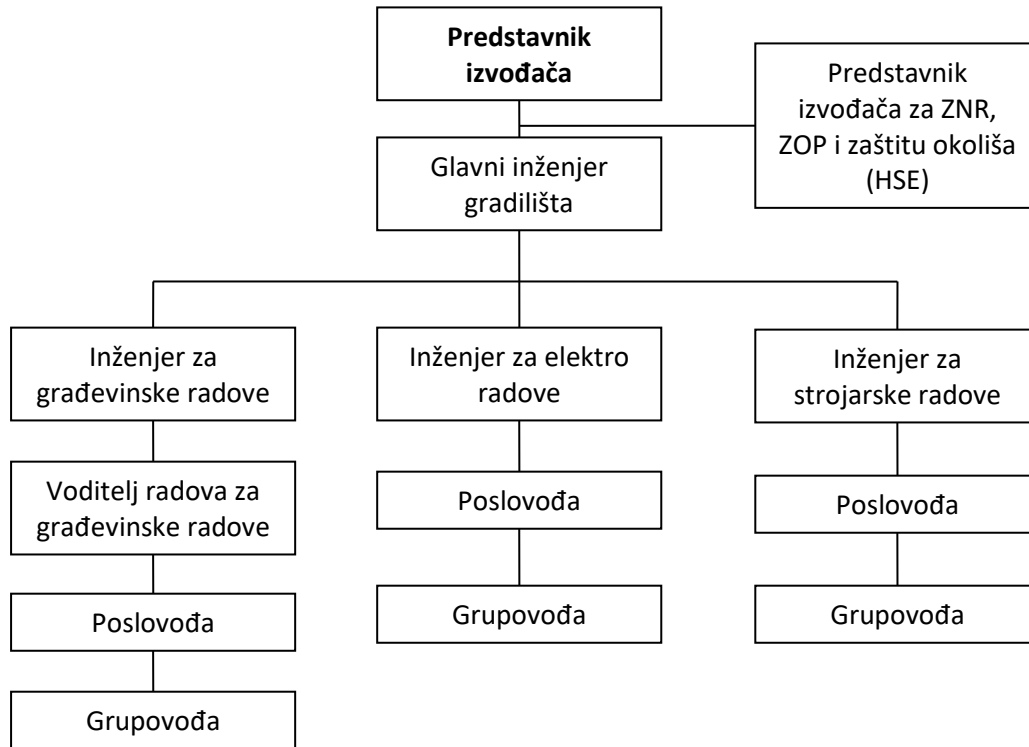 Predstavnik
izvođača
Predstavnik
izvođača za ZNR,
ZOP i zaštitu okoliša
(HSE)
Glavni inženjer
gradilišta
Inženjer za
građevinske radove
Inženjer za elektro
radove
Inženjer za
strojarske radove
Voditelj radova za
građevinske radove
Poslovođa
Poslovođa
Poslovođa
Grupovođa
Grupovođa
Grupovođa